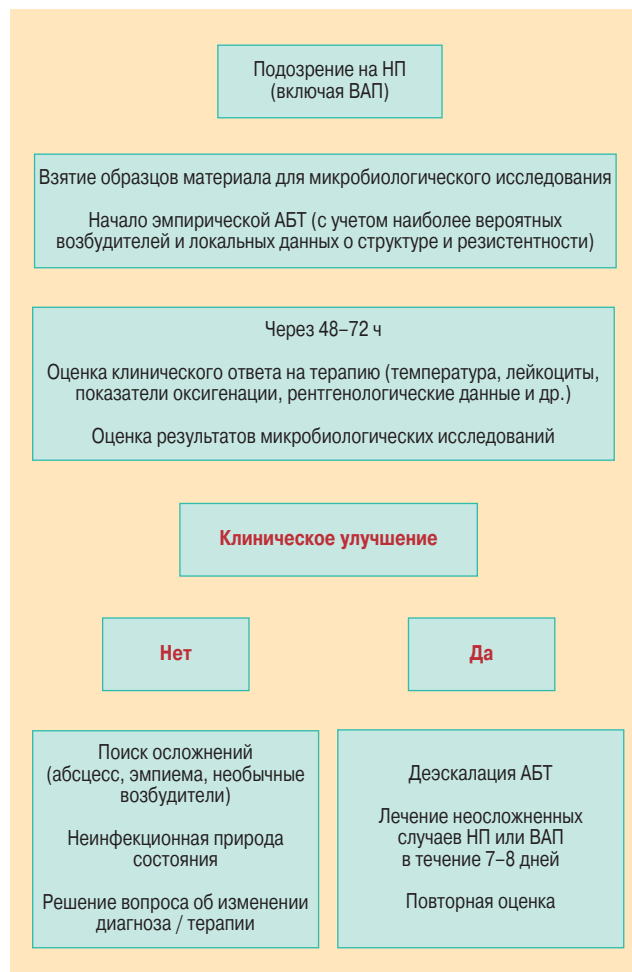 Подозрение на НП
(включая ВАП)
Взятие образцов материала для микробиологического исследования
Начало эмпирической АБТ (с учетом наиболее вероятных
возбудителей и локальных данных о структуре и резистентности)
Через 48–72 ч
Оценка клинического ответа на терапию (температура, лейкоциты,
показатели оксигенации, рентгенологические данные и др.)
Оценка результатов микробиологических исследований
Клиническое улучшение
Нет
Да
Поиск осложнений
(абсцесс, эмпиема, необычные
возбудители)
Неинфекционная природа
состояния
Решение вопроса об изменении
диагноза / терапии
Деэскалация АБТ
Лечение неосложненных
случаев НП или ВАП
в течение 7–8 дней
Повторная оценка